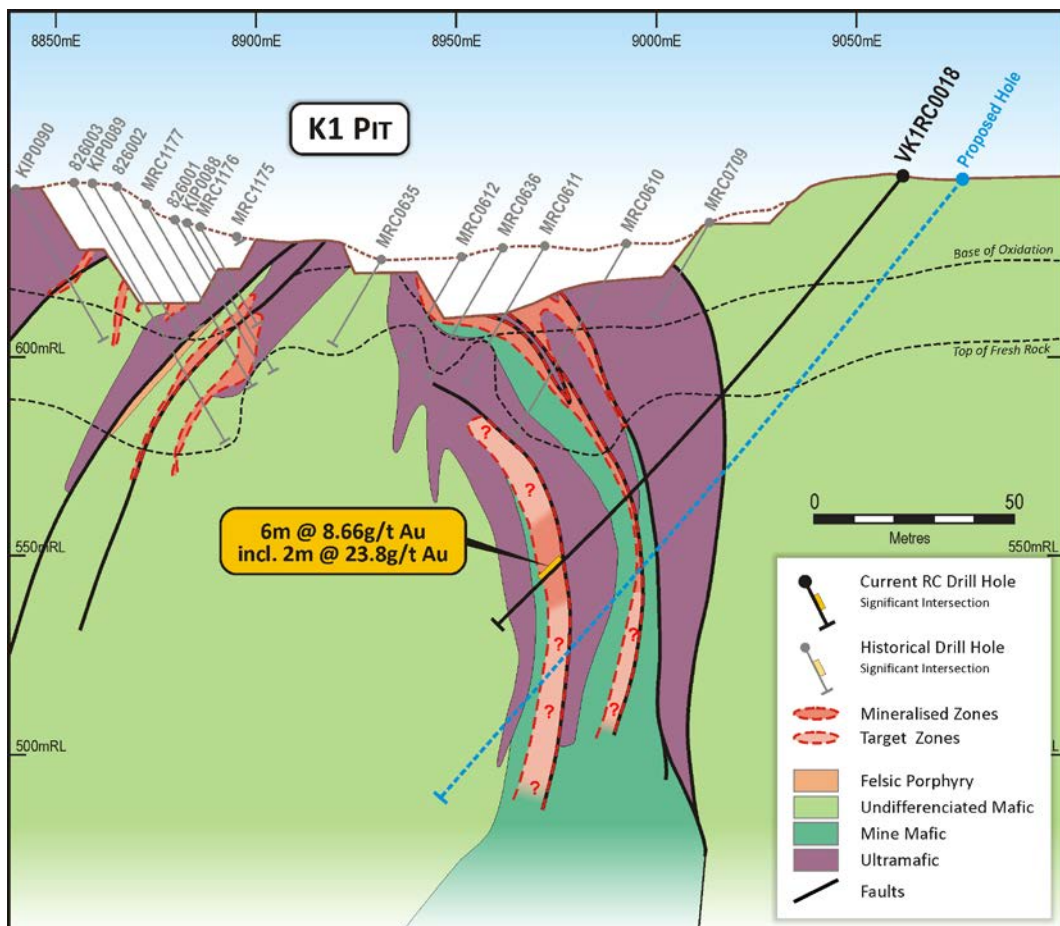 8850mE
8900mE
8950mE
9000mE
9050mE
K1 PIT
KIP0090
826003
KIP0089
826002
MRC1177
826001
KIP0088
MRC1176
MRC1175
MRC0635
MRC0612
MRC0636
MRC0611
MRC0610
MRC0709
VK1RC0018
Proposed Hole
Base of Oxidation
Top of Fresh Rock
600mRL
550mRL
500mRL
550mRL
?
?
?
?
?
?
?
?
6m @ 8.66g/t Au
incl. 2m @ 23.8g/t Au
0
50
Metres
Current RC Drill Hole
Significant Intersection
Historical Drill Hole
Significant Intersection
Mineralised Zones
Target Zones
Felsic Porphyry
Undifferenciated Mafic
Mine Mafic
Ultramafic
Faults